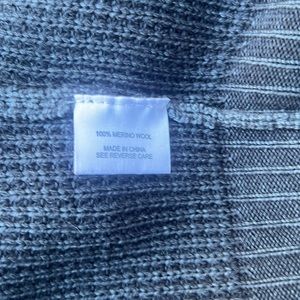 100% MERINO WOOL
MADE IN CHINA
SEE REVERSE CARE